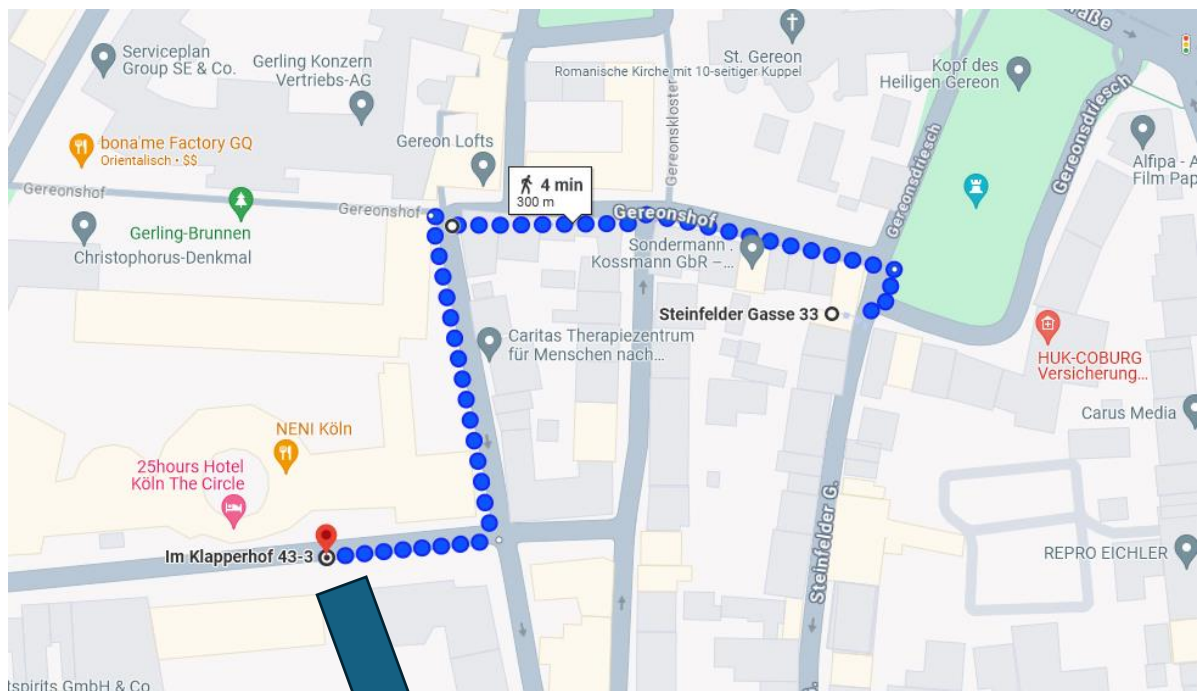 Serviceplan
Group SE & Co.
Gerling Konzern
Vertriebs-AG
St. Gereon
Romanische Kirche mit 10-seitiger Kuppel
Kopf des
Heiligen Gereon
raße
bona'me Factory GQ
Orientalisch • $$
Gereon Lofts
Gereonskloster
Gereonsdriesch
Gereonsdriesch
Alfipa - A
Film Pap
4 min
300 m
Gereonshof
Gereonshof
Gereonshof
Gerling-Brunnen
Christophorus-Denkmal
Sondermann .
Kossmann GbR –...
Steinfelder Gasse 33
Caritas Therapiezentrum
für Menschen nach...
HUK-COBURG
Versicherung...
Carus Media
NENI Köln
25hours Hotel
Köln The Circle
Im Klapperhof 43-3
Steinfelder G.
REPRO EICHLER
tspirits GmbH & Co